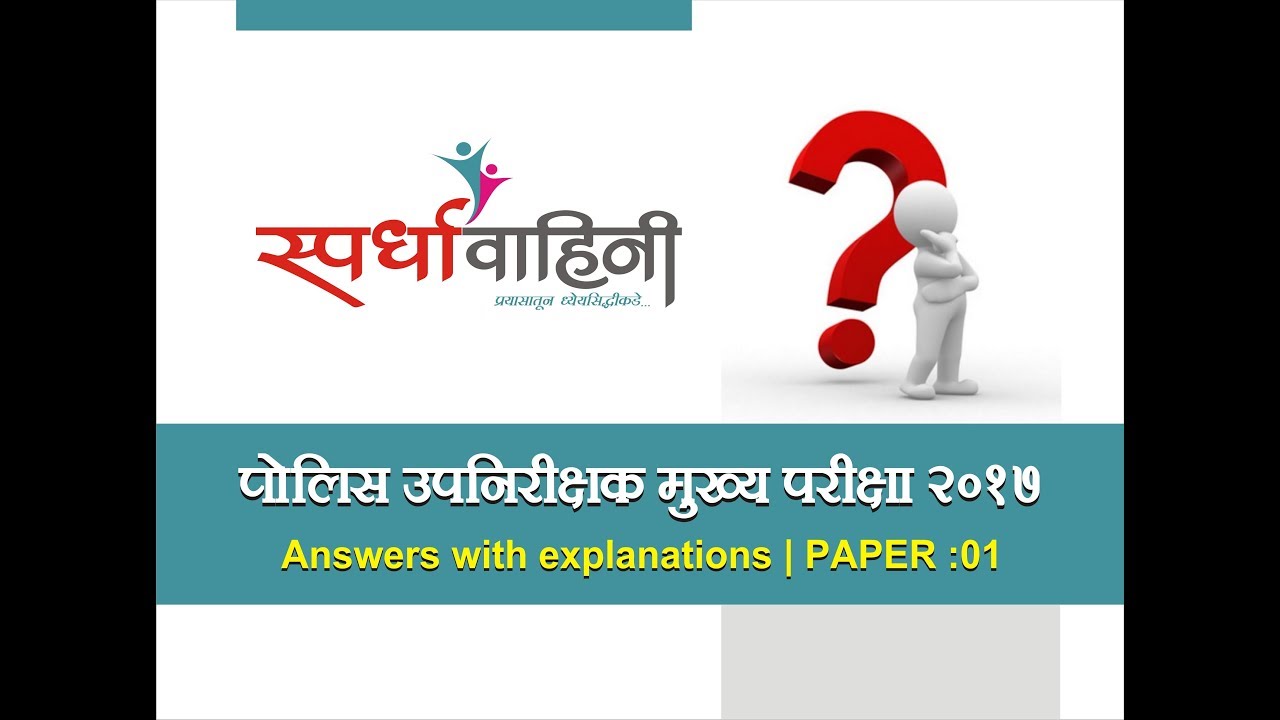 स्पर्धावाहिनी
प्रयासातून ध्येयसिद्धीकडे...
पोलिस उपनिरीक्षक मुख्य परीक्षा २०१७
Answers with explanations | PAPER :01